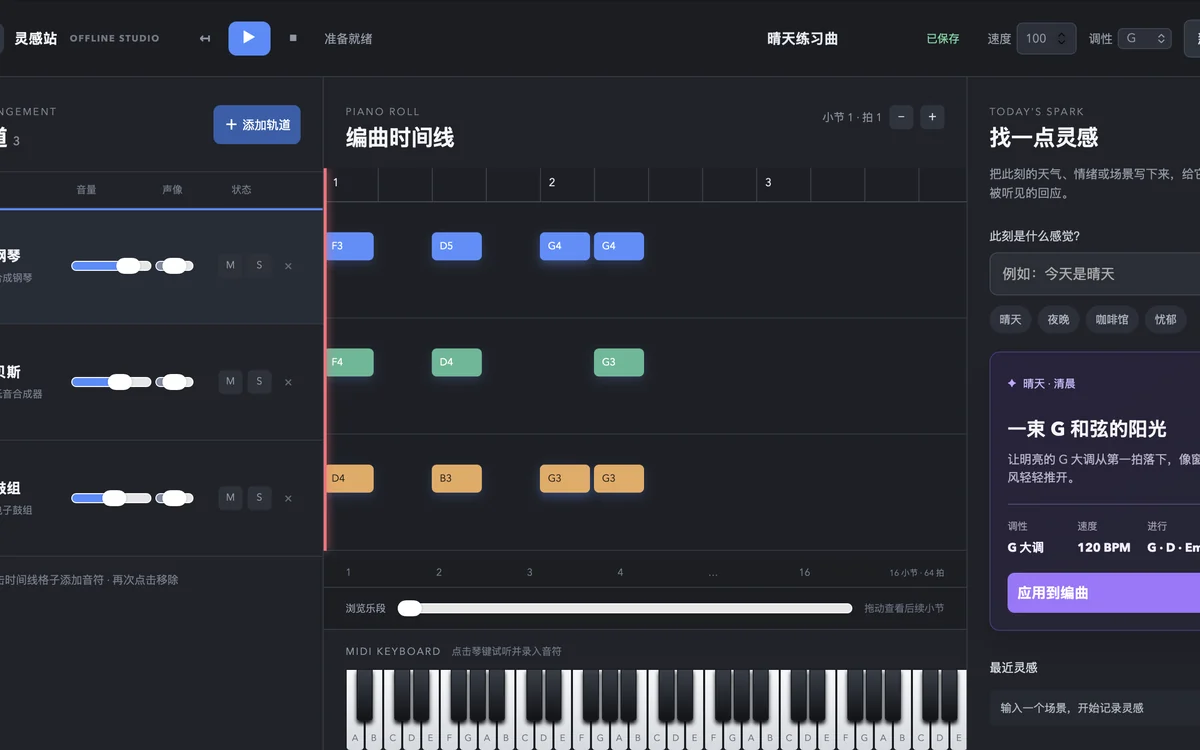 灵感站 OFFLINE STUDIO
准备就绪
晴天练习曲
已保存
速度 100
调性 G
NGEMENT
道 3
+ 添加轨道
音量 声像 状态
钢琴
合成钢琴
M S ×
贝斯
低音合成器
M S ×
鼓组
电子鼓组
M S ×
击时间线格子添加音符 · 再次点击移除
PIANO ROLL
编曲时间线
小节 1 · 拍 1 − +
1 2 3
F3 D5 G4 G4
F4 D4 G3
D4 B3 G3 G3
1 2 3 4 ... 16 16 小节 · 64 拍
浏览乐段 拖动查看后续小节
MIDI KEYBOARD 点击琴键试听并录入音符
A B C D E F G A B C D E F G A B C D E F G A B C D E F G A B C D E
TODAY'S SPARK
找一点灵感
把此刻的天气、情绪或场景写下来，给它
被听见的回应。
此刻是什么感觉?
例如：今天是晴天
晴天 夜晚 咖啡馆 忧郁
✦ 晴天 · 清晨
一束 G 和弦的阳光
让明亮的 G 大调从第一拍落下，像窗
风轻轻推开。
调性 速度 进行
G 大调 120 BPM G · D · Em
应用到编曲
最近灵感
输入一个场景，开始记录灵感